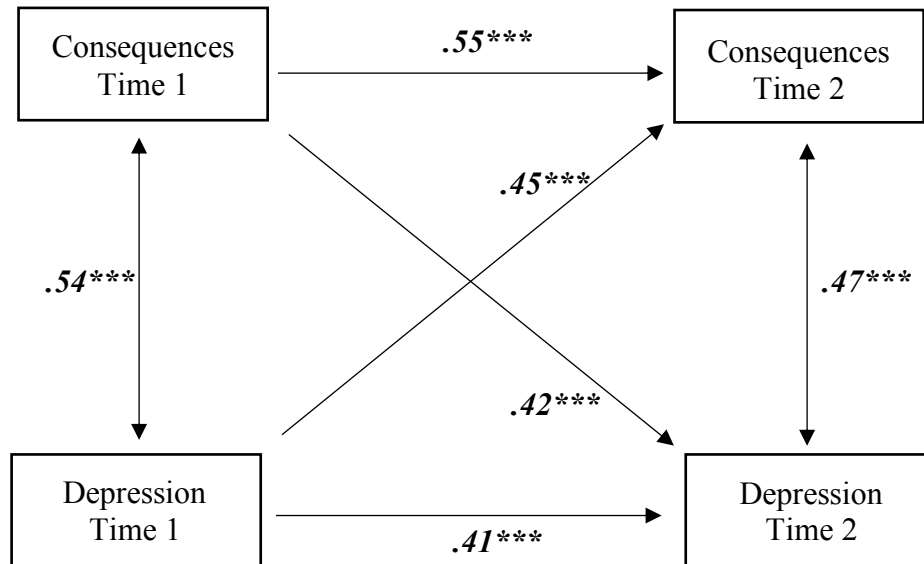 Consequences
Time 1
.55***
Consequences
Time 2
.45***
.54***
.47***
.42***
Depression
Time 1
.41***
Depression
Time 2